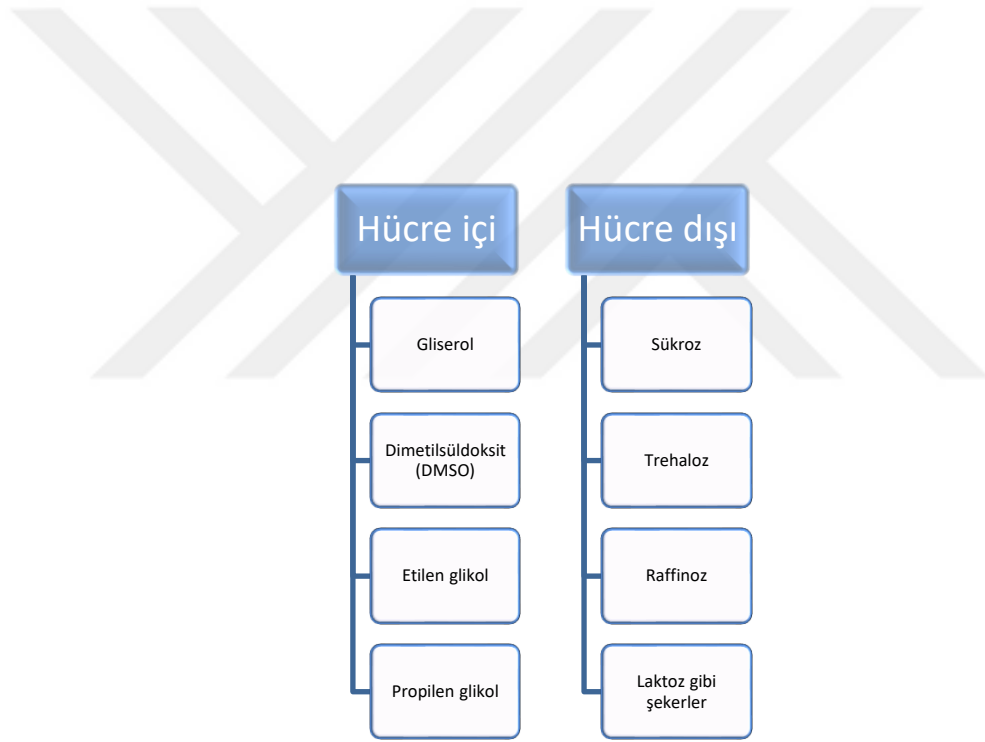 Hücre içi
Gliserol
Dimetilsüldoksit
(DMSO)
Etilen glikol
Propilen glikol
Hücre dışı
Sükroz
Trehaloz
Raffinoz
Laktoz gibi
şekerler